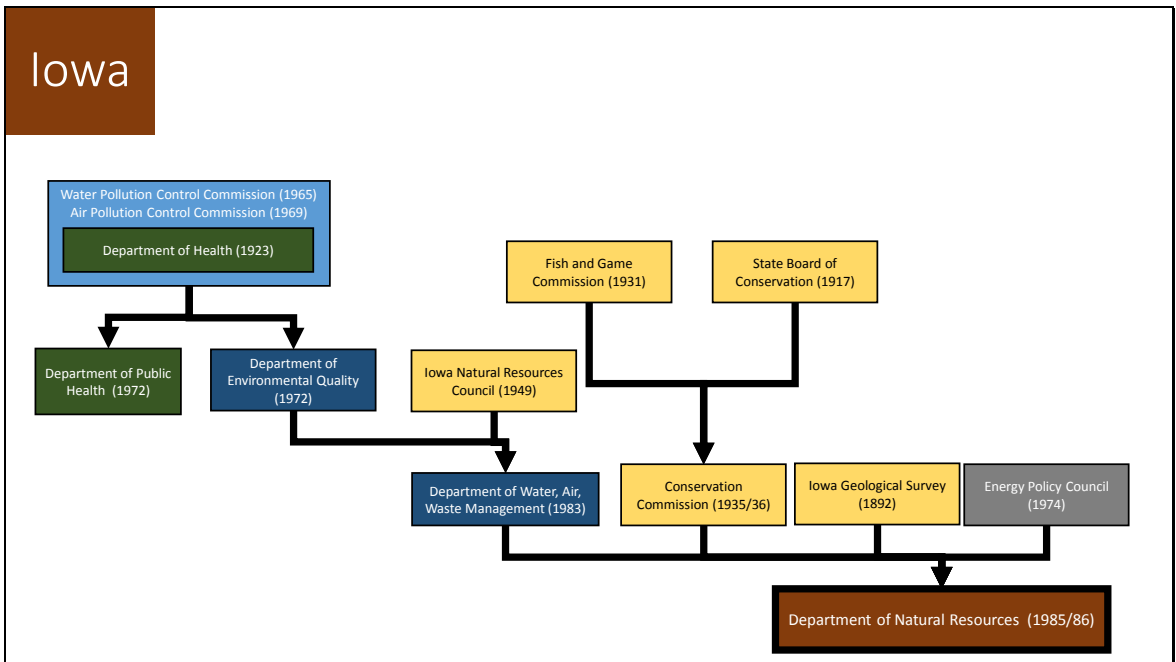 Iowa
Water Pollution Control Commission (1965)
Air Pollution Control Commission (1969)
Department of Health (1923)
Fish and Game
Commission (1931)
State Board of
Conservation (1917)
Department of Public
Health (1972)
Department of
Environmental Quality
(1972)
Iowa Natural Resources
Council (1949)
Department of Water, Air,
Waste Management (1983)
Conservation
Commission (1935/36)
Iowa Geological Survey
(1892)
Energy Policy Council
(1974)
Department of Natural Resources (1985/86)